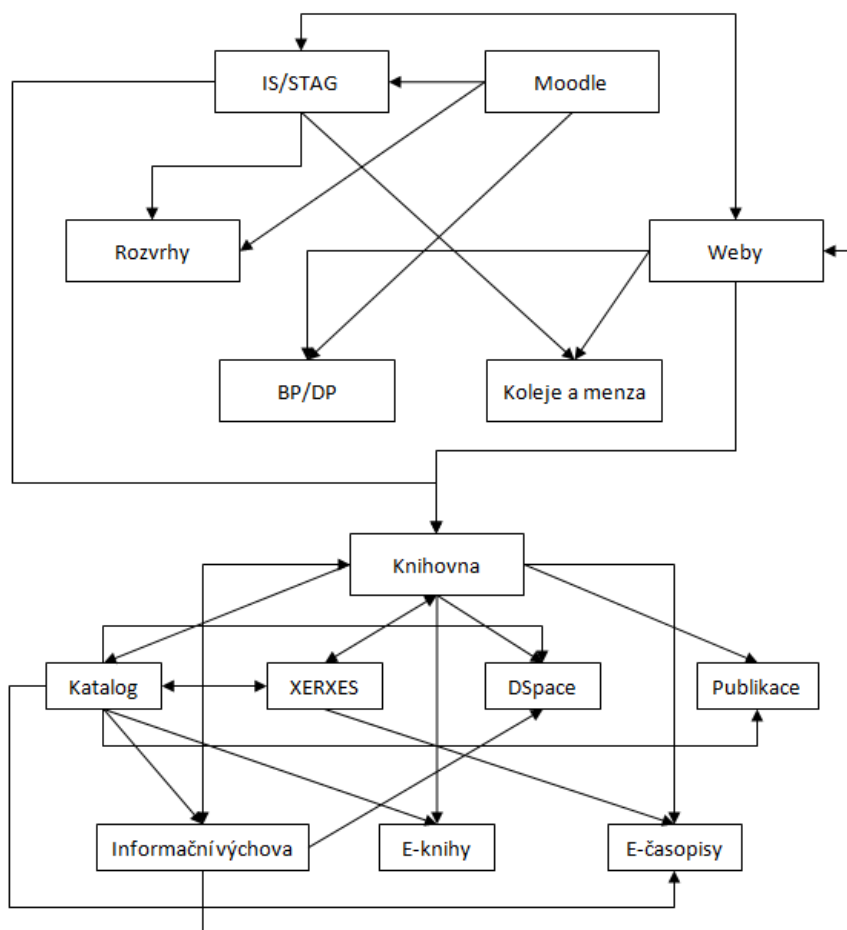 IS/STAG
Moodle
Rozvrhy
Weby
BP/DP
Koleje a menza
Knihovna
Katalog
XERXES
DSpace
Publikace
Informační výchova
E-knihy
E-časopisy